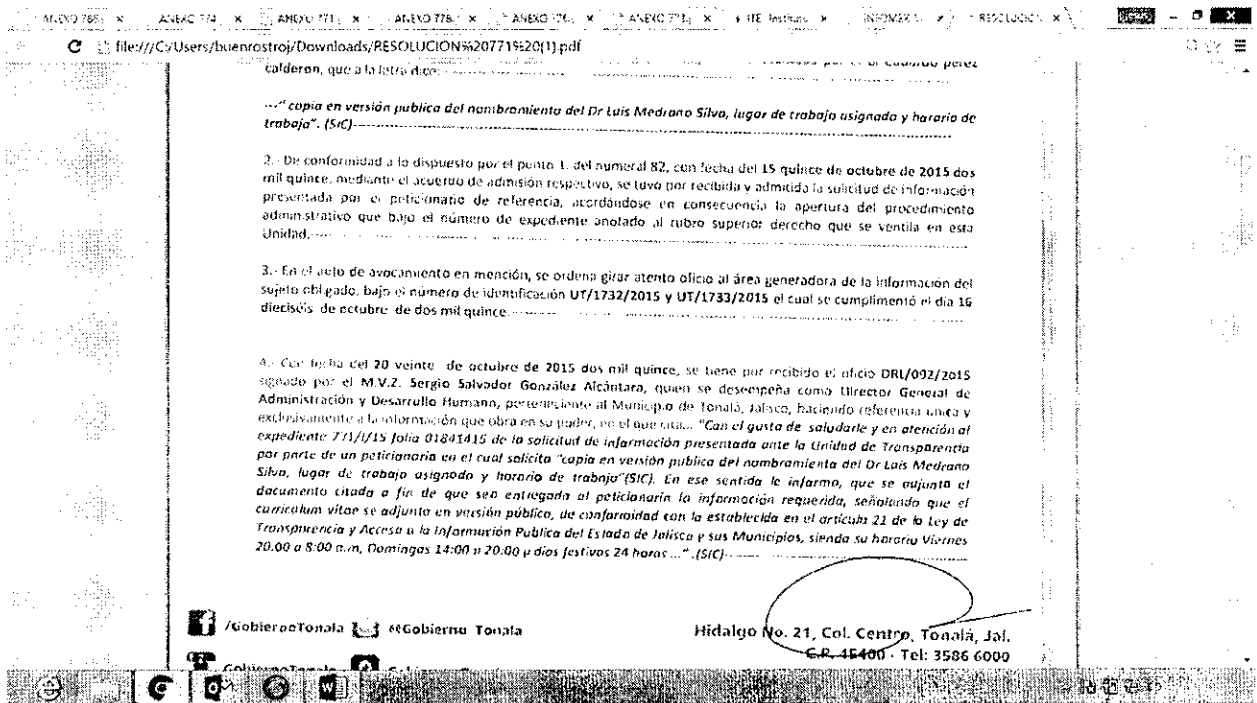 ANEXO 771
file:///C:/Users/buenrostroj/Downloads/RESOLUCION%20771%20(1).pdf
calderon, que a la letra dice:
..." copia en versión publica del nombramiento del Dr Luis Medrano Silva, lugar de trabajo asignado y horario de
trabajo". (SIC)
2.- De conformidad a lo dispuesto por el punto 1. del numeral 82, con fecha del 15 quince de octubre de 2015 dos
mil quince, mediante el acuerdo de admisión respectivo, se tuvo por recibida y admitida la solicitud de información
presentada por el peticionario de referencia, acordándose en consecuencia la apertura del procedimiento
administrativo que bajo el número de expediente anotado al rubro superior derecho que se ventila en esta
Unidad.
3.- En el auto de avocamiento en mención, se ordena girar atento oficio al área generadora de la información del
sujeto obligado, bajo el número de identificación UT/1732/2015 y UT/1733/2015 el cual se cumplimentó el día 16
dieciséis de octubre de dos mil quince.
4.- Con fecha del 20 veinte de octubre de 2015 dos mil quince, se tiene por recibido el oficio DRL/092/2015
signado por el M.V.Z. Sergio Salvador González Alcántara, quien se desempeña como Director General de
Administración y Desarrollo Humano, perteneciente al Municipio de Tonalá, Jalisco, haciendo referencia única y
exclusivamente a la información que obra en su poder, en el que cita... "Con el gusto de saludarle y en atención al
expediente 771/I/15 folio 01841415 de la solicitud de información presentada ante la Unidad de Transparencia
por parte de un peticionario en el cual solicita "copia en versión publica del nombramiento del Dr Luis Medrano
Silva, lugar de trabajo asignado y horario de trabajo"(SIC). En ese sentido le informo, que se adjunta el
documento citado a fin de que sea entregada al peticionario la información requerida, señalando que el
curriculum vitae se adjunta en versión pública, de conformidad con la establecida en el artículo 21 de la Ley de
Transparencia y Acceso a la Información Publica del Estado de Jalisco y sus Municipios, siendo su horario Viernes
20:00 a 8:00 a.m, Domingos 14:00 a 20:00 y dias festivos 24 horas ..." .(SIC)
/GobiernoTonala @Gobierno_Tonala
Hidalgo No. 21, Col. Centro, Tonalá, Jal.
C.P. 45400 · Tel: 3586 6000
GobiernoTonala